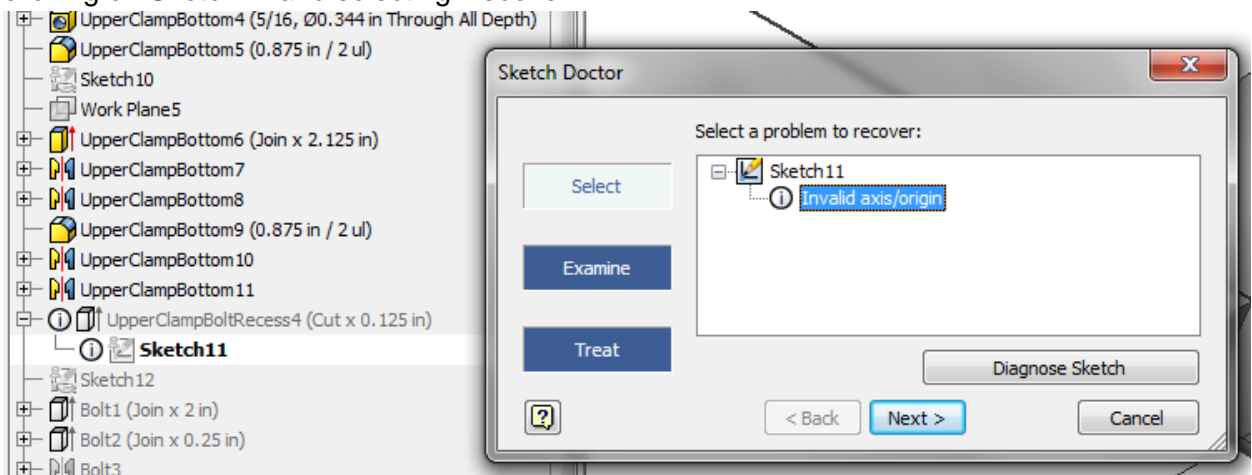 UpperClampBottom4 (5/16, Ø0.344 in Through All Depth)
UpperClampBottom5 (0.875 in / 2 ul)
Sketch10
Work Plane5
UpperClampBottom6 (Join x 2.125 in)
UpperClampBottom7
UpperClampBottom8
UpperClampBottom9 (0.875 in / 2 ul)
UpperClampBottom10
UpperClampBottom11
UpperClampBoltRecess4 (Cut x 0.125 in)
Sketch11
Sketch12
Bolt1 (Join x 2 in)
Bolt2 (Join x 0.25 in)
Bolt3
Sketch Doctor
Select a problem to recover:
Sketch11
Invalid axis/origin
Select
Examine
Treat
Diagnose Sketch
< Back
Next >
Cancel